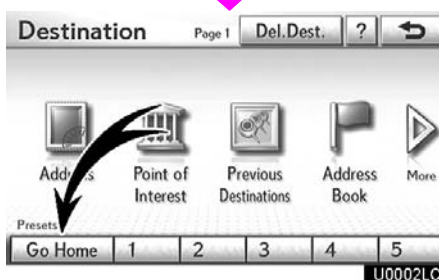 Destination Page 1 Del.Dest. ?
Point of Interest
Previous Destinations
Address Book
More
Presets
Go Home 1 2 3 4 5
U0002LC